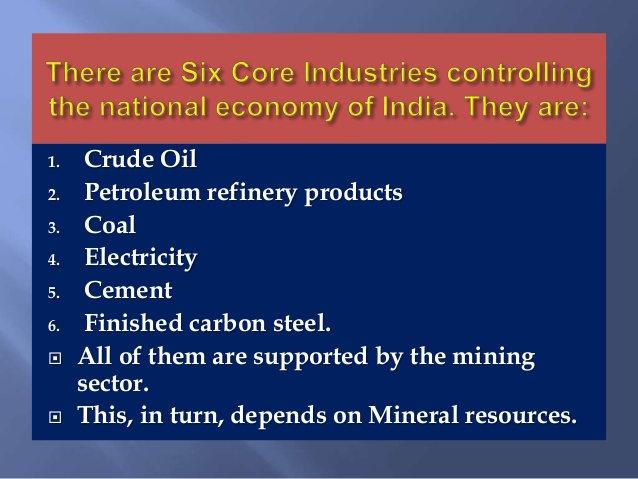 There are Six Core Industries controlling
the national economy of India. They are:
1. Crude Oil
2. Petroleum refinery products
3. Coal
4. Electricity
5. Cement
6. Finished carbon steel.
All of them are supported by the mining
sector.
This, in turn, depends on Mineral resources.